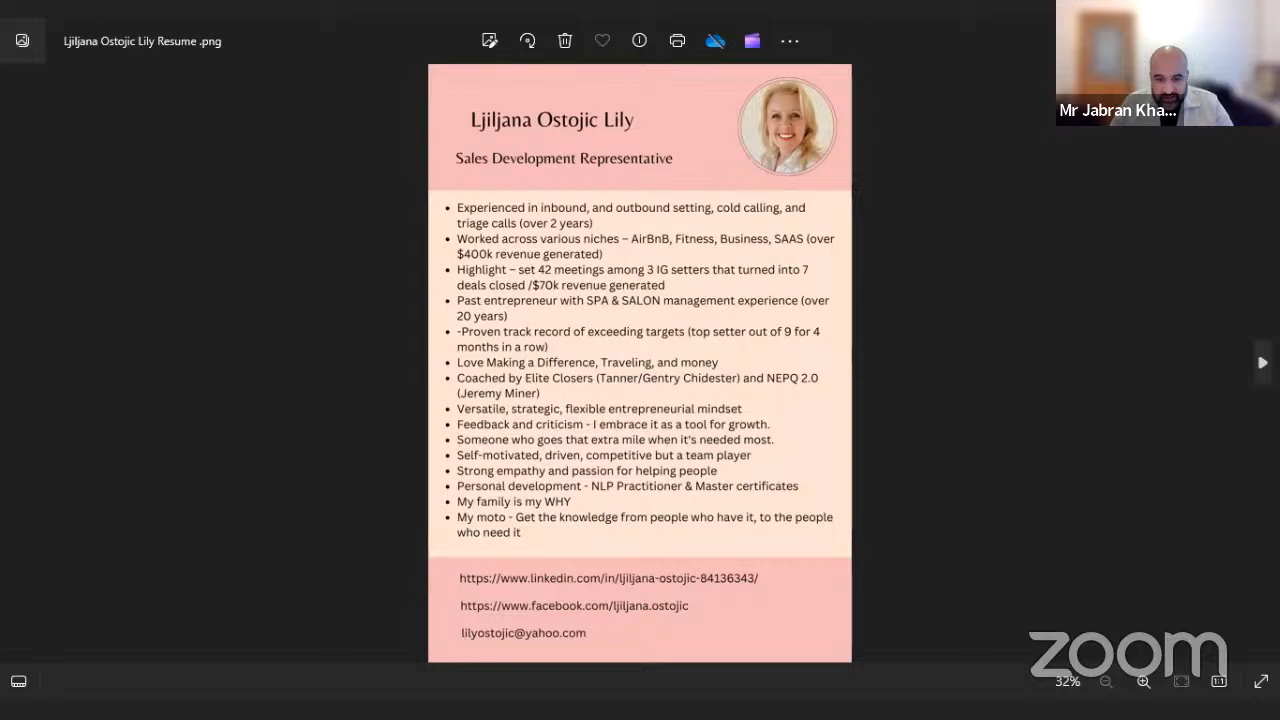 Ljiljana Ostojic Lily Resume .png
Mr Jabran Kha...
Ljiljana Ostojic Lily
Sales Development Representative
• Experienced in inbound, and outbound setting, cold calling, and
triage calls (over 2 years)
• Worked across various niches – AirBnB, Fitness, Business, SAAS (over
$400k revenue generated)
• Highlight – set 42 meetings among 3 IG setters that turned into 7
deals closed /$70k revenue generated
• Past entrepreneur with SPA & SALON management experience (over
20 years)
• -Proven track record of exceeding targets (top setter out of 9 for 4
months in a row)
• Love Making a Difference, Traveling, and money
• Coached by Elite Closers (Tanner/Gentry Chidester) and NEPQ 2.0
(Jeremy Miner)
• Versatile, strategic, flexible entrepreneurial mindset
• Feedback and criticism - I embrace it as a tool for growth.
• Someone who goes that extra mile when it's needed most.
• Self-motivated, driven, competitive but a team player
• Strong empathy and passion for helping people
• Personal development - NLP Practitioner & Master certificates
• My family is my WHY
• My moto - Get the knowledge from people who have it, to the people
who need it
https://www.linkedin.com/in/ljiljana-ostojic-84136343/
https://www.facebook.com/ljiljana.ostojic
lilyostojic@yahoo.com
zoom
32%
1:1